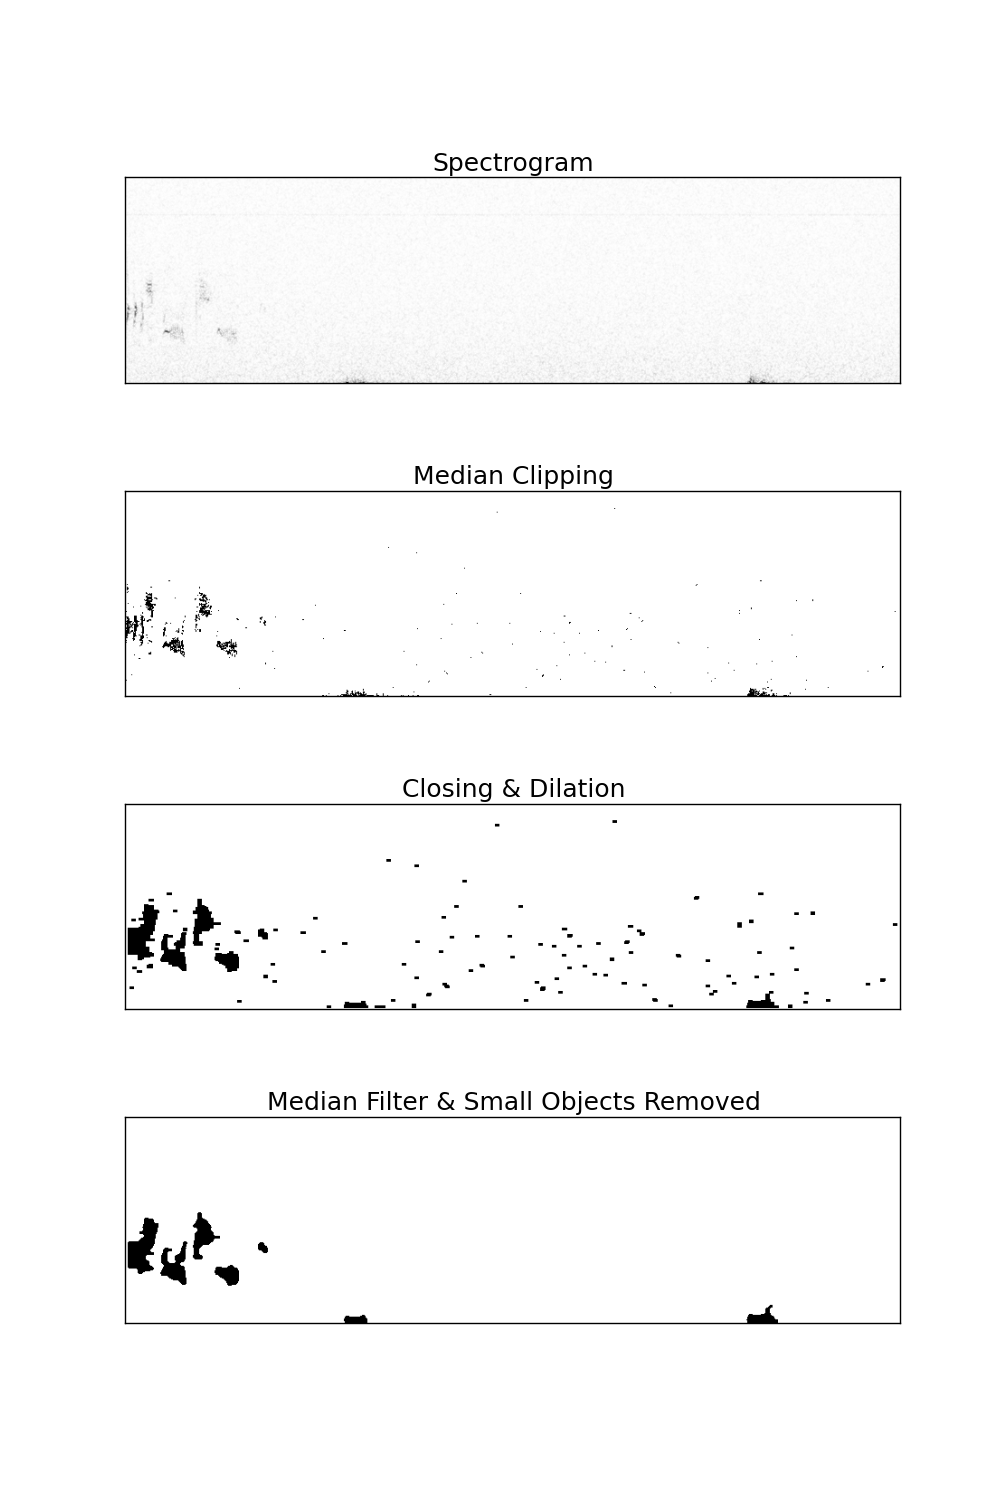 Spectrogram
Median Clipping
Closing & Dilation
Median Filter & Small Objects Removed